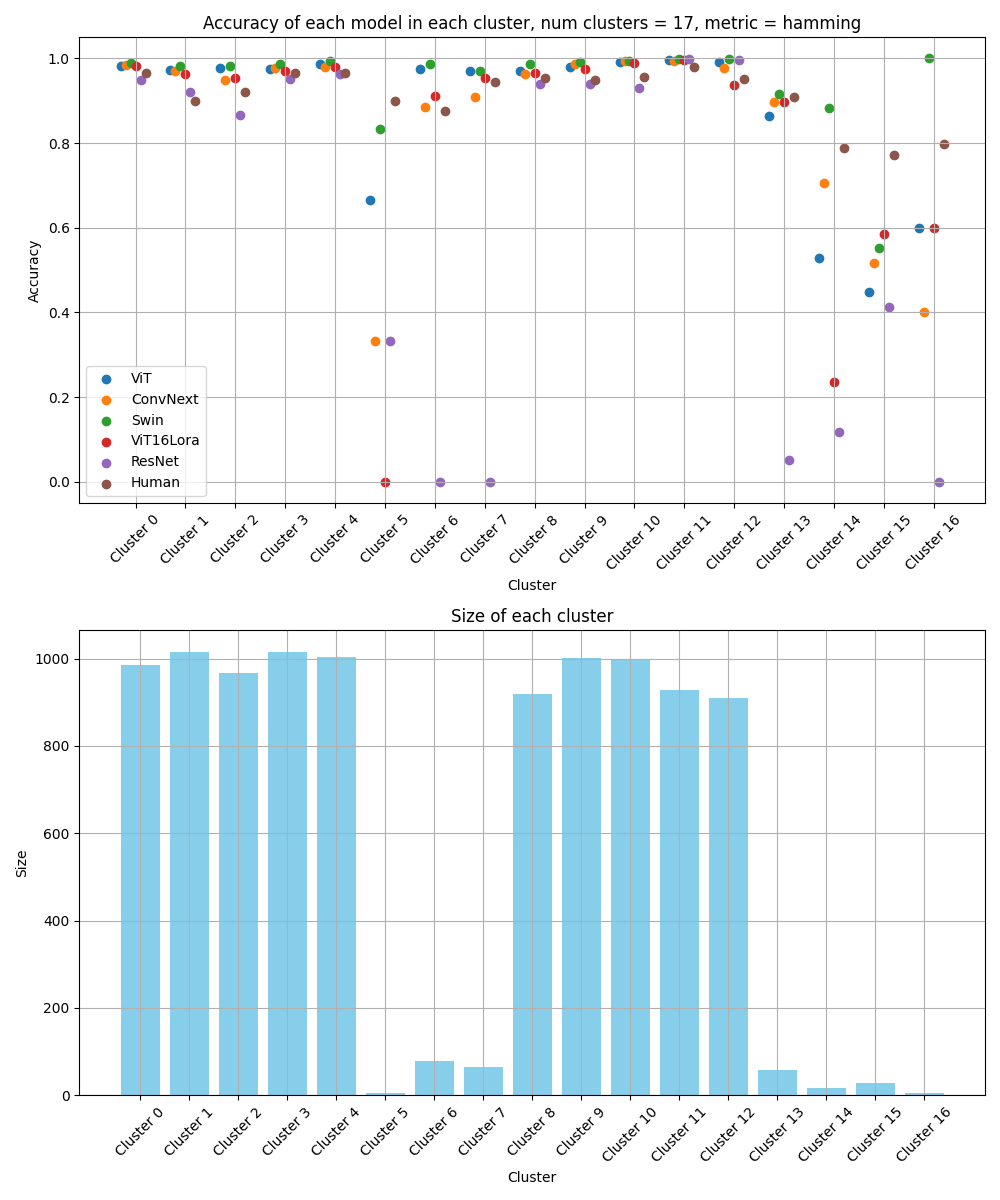 Accuracy of each model in each cluster, num clusters = 17, metric = hamming
1.0
0.8
0.6
0.4
0.2
0.0
Accuracy
ViT
ConvNext
Swin
ViT16Lora
ResNet
Human
Cluster 0
Cluster 1
Cluster 2
Cluster 3
Cluster 4
Cluster 5
Cluster 6
Cluster 7
Cluster 8
Cluster 9
Cluster 10
Cluster 11
Cluster 12
Cluster 13
Cluster 14
Cluster 15
Cluster 16
Cluster
Size of each cluster
1000
800
600
400
200
0
Size
Cluster 0
Cluster 1
Cluster 2
Cluster 3
Cluster 4
Cluster 5
Cluster 6
Cluster 7
Cluster 8
Cluster 9
Cluster 10
Cluster 11
Cluster 12
Cluster 13
Cluster 14
Cluster 15
Cluster 16
Cluster